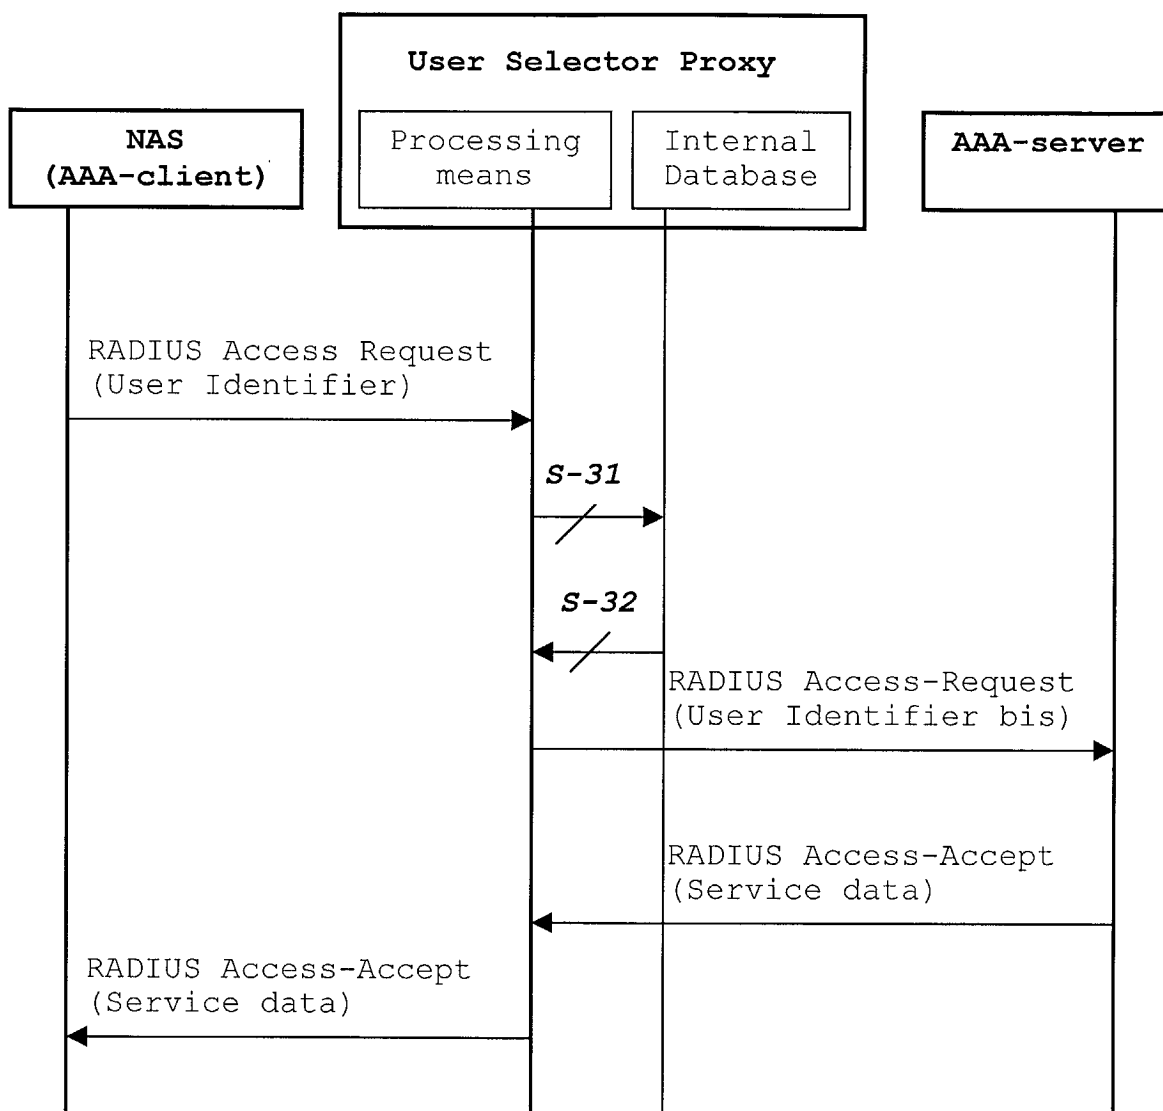 User Selector Proxy
NAS
(AAA-client)
Processing
means
Internal
Database
AAA-server
RADIUS Access Request
(User Identifier)
S-31
S-32
RADIUS Access-Request
(User Identifier bis)
RADIUS Access-Accept
(Service data)
RADIUS Access-Accept
(Service data)